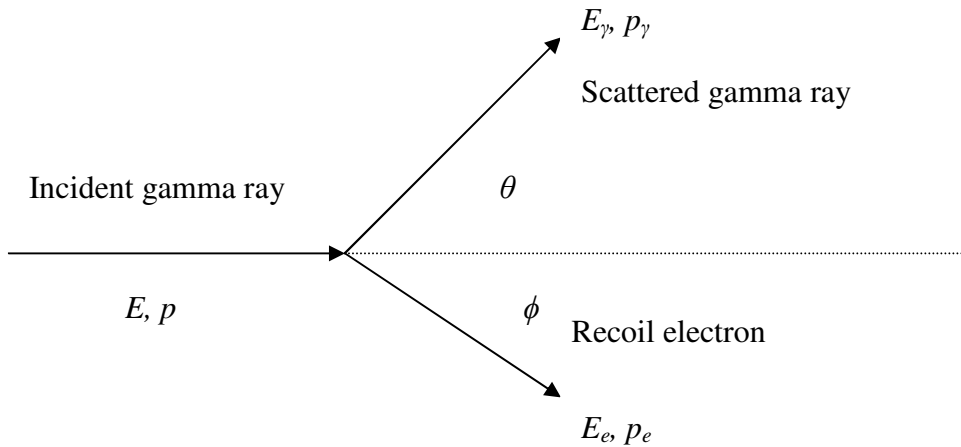 Eᵧ, pᵧ
Scattered gamma ray
Incident gamma ray
θ
E, p
ϕ
Recoil electron
Eₑ, pₑ